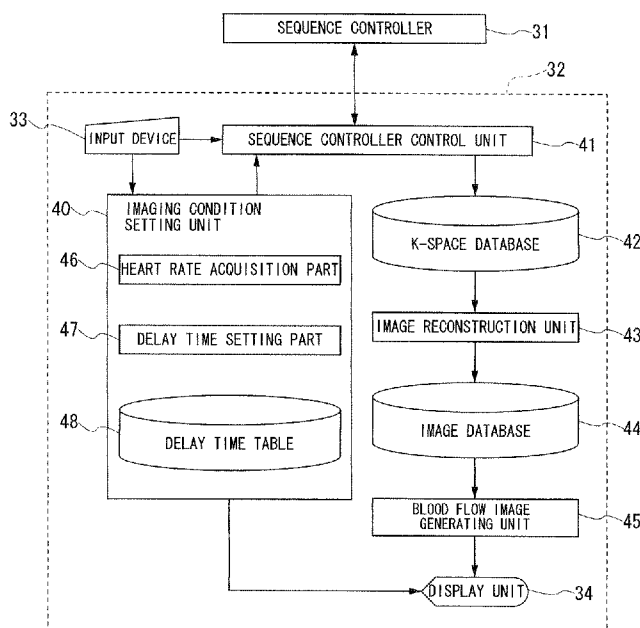 SEQUENCE CONTROLLER
31
32
33
INPUT DEVICE
SEQUENCE CONTROLLER CONTROL UNIT
41
40
IMAGING CONDITION
SETTING UNIT
K-SPACE DATABASE
42
46
HEART RATE ACQUISITION PART
47
DELAY TIME SETTING PART
IMAGE RECONSTRUCTION UNIT
43
48
DELAY TIME TABLE
IMAGE DATABASE
44
BLOOD FLOW IMAGE
GENERATING UNIT
45
DISPLAY UNIT
34